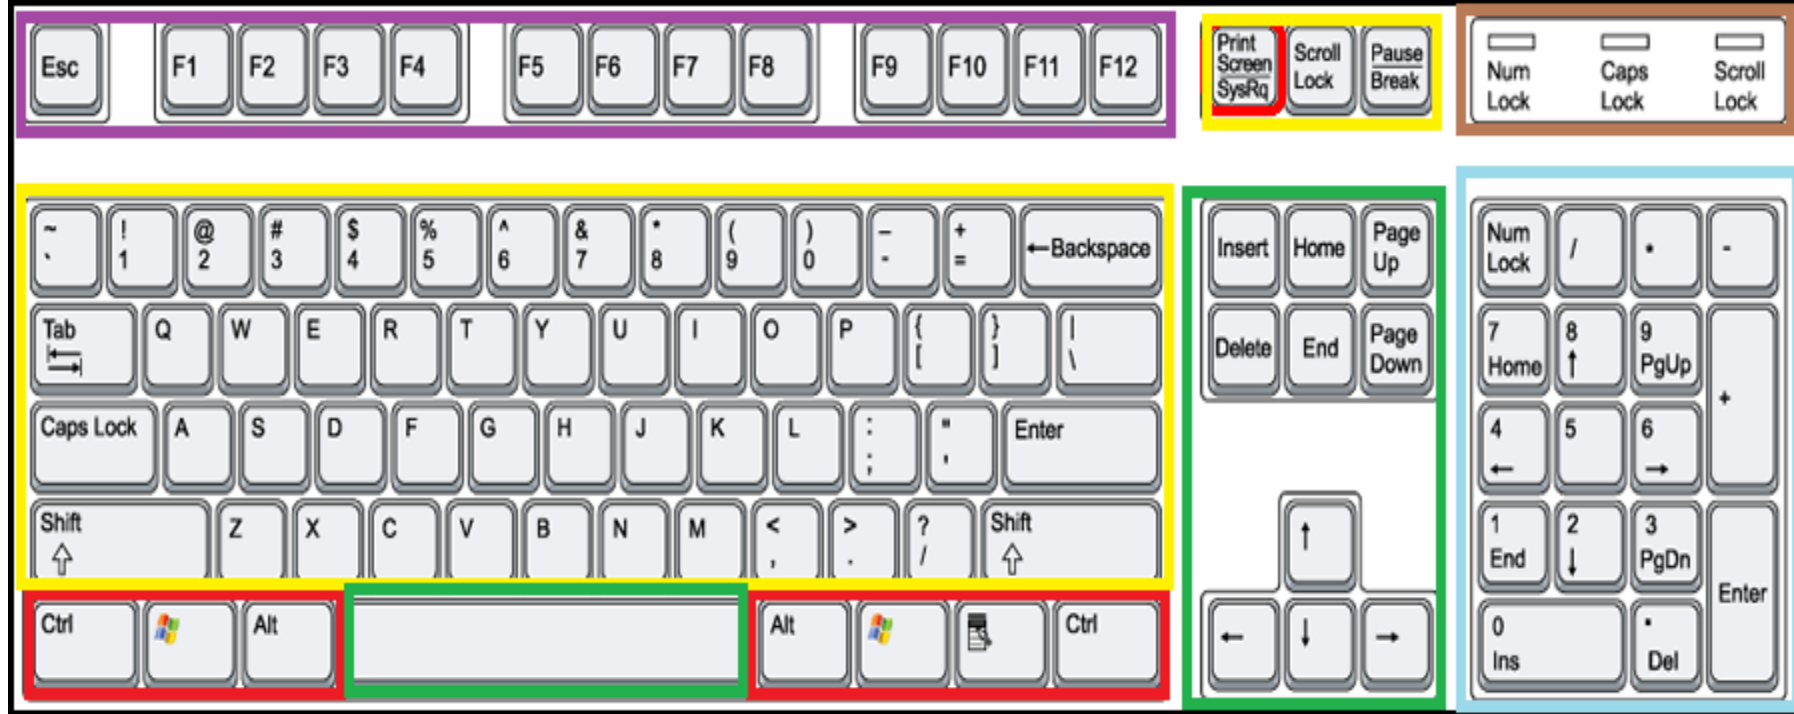 Esc F1 F2 F3 F4 F5 F6 F7 F8 F9 F10 F11 F12
Print
Screen
SysRq
Scroll
Lock
Pause
Break
Num
Lock
Caps
Lock
Scroll
Lock
~ ! @ # $ % ^ & * ( ) – +
` 1 2 3 4 5 6 7 8 9 0 - = ←Backspace
Tab Q W E R T Y U I O P { } |
[ ] \
Caps Lock A S D F G H J K L : " Enter
; '
Shift Z X C V B N M < > ? Shift
, . /
Ctrl Alt Alt Ctrl
Insert Home Page
Up
Delete End Page
Down
↑
← ↓ →
Num
Lock / * -
7 8 9
Home ↑ PgUp +
4 5 6
← →
1 2 3
End ↓ PgDn Enter
0 .
Ins Del